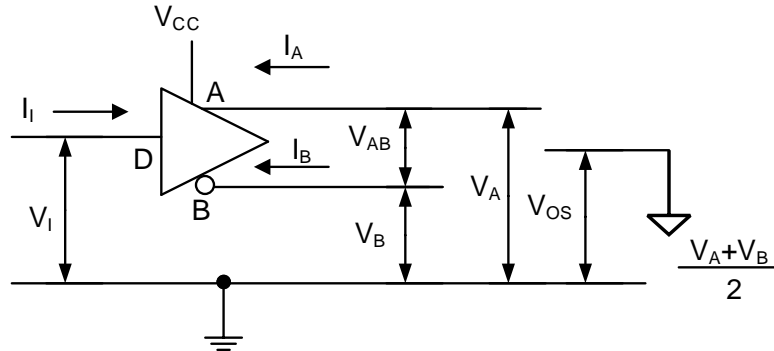 V_CC
I_A
I_I
A
D
I_B
V_AB
B
V_I
V_B
V_A
V_OS
V_A+V_B
2